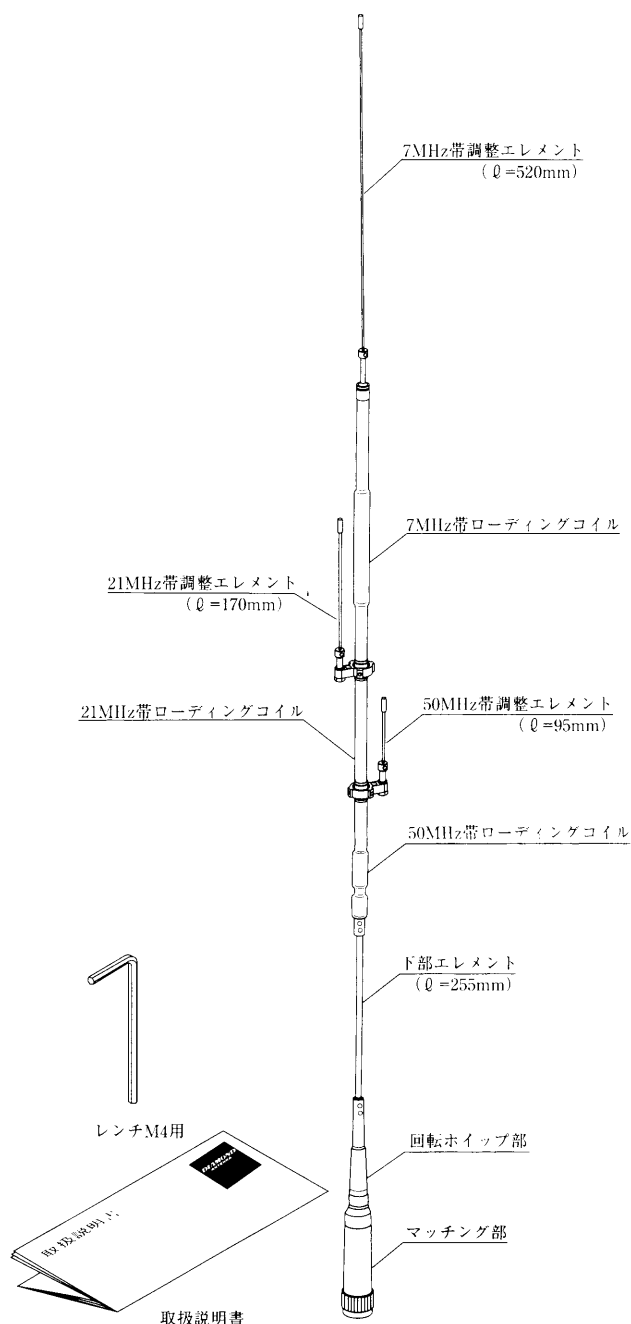 7MHz帯調整エレメント
(ℓ=520mm)
7MHz帯ローディングコイル
21MHz帯調整エレメント
(ℓ=170mm)
21MHz帯ローディングコイル
50MHz帯調整エレメント
(ℓ=95mm)
50MHz帯ローディングコイル
下部エレメント
(ℓ=255mm)
レンチM4用
回転ホイップ部
DIAMOND
ANTENNA
取扱説明書
マッチング部
取扱説明書